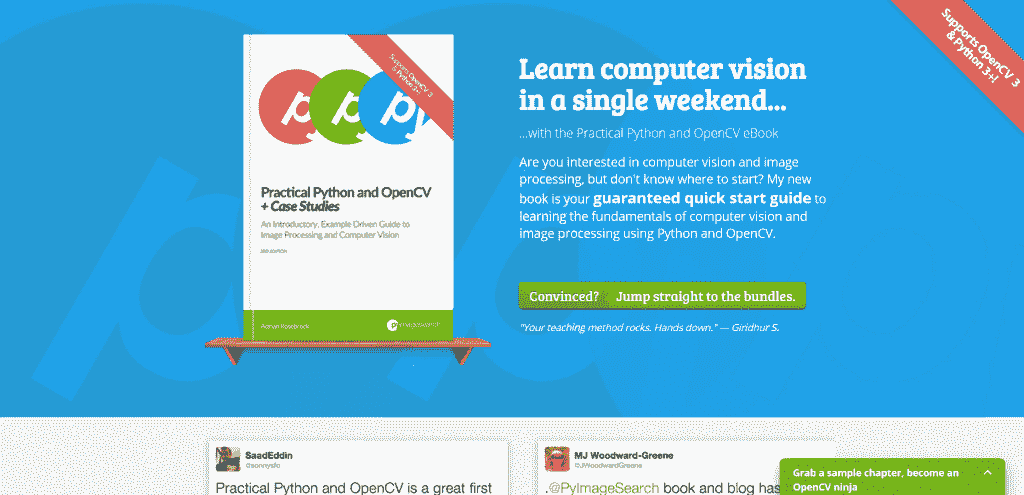 Supports OpenCV 3
& Python 3+!
Supports OpenCV 3
& Python 3+!
py
py
py
Practical Python and OpenCV
+ Case Studies
An Introductory, Example Driven Guide to
Image Processing and Computer Vision
Adrian Rosebrock
pyimagesearch
Learn computer vision
in a single weekend...
...with the Practical Python and OpenCV eBook
Are you interested in computer vision and image
processing, but don't know where to start? My new
book is your guaranteed quick start guide to
learning the fundamentals of computer vision and
image processing using Python and OpenCV.
Convinced? Jump straight to the bundles.
"Your teaching method rocks. Hands down." — Giridhur S.
SaadEddin
@sonnysfo
Practical Python and OpenCV is a great first
MJ Woodward-Greene
@JWoodwardGreene
.@PyImageSearch book and blog has
Grab a sample chapter, become an
OpenCV ninja